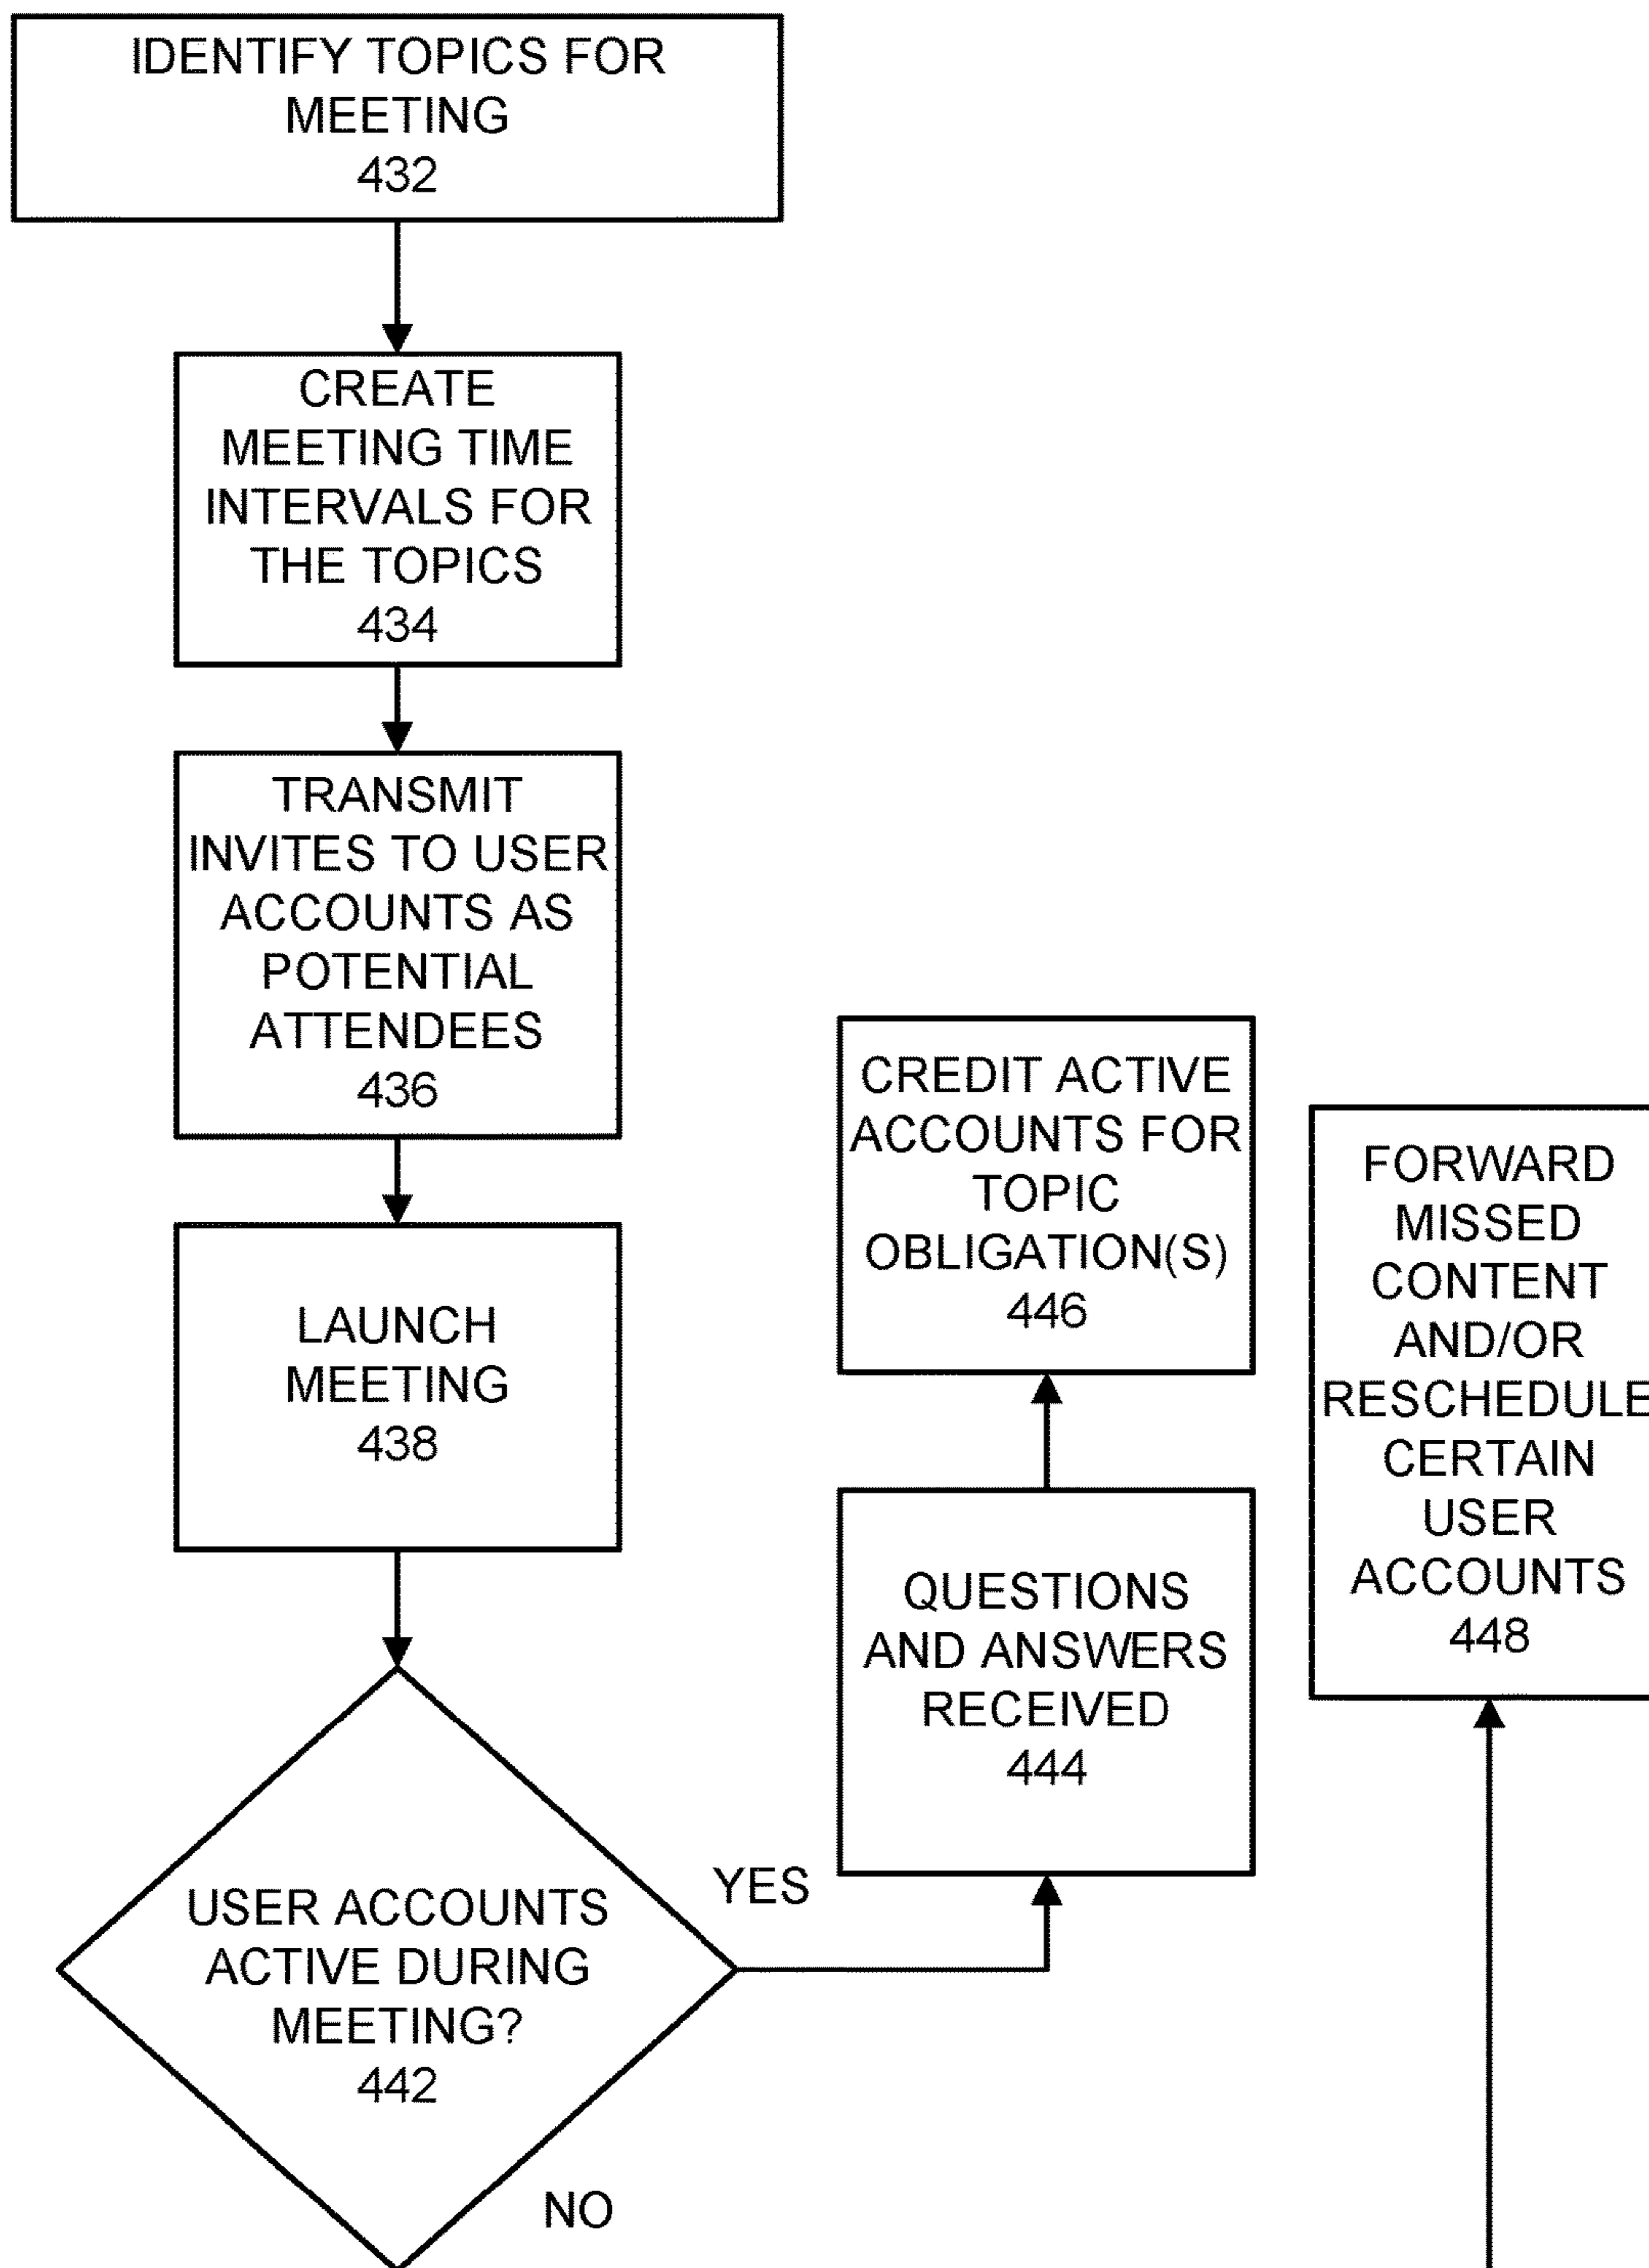 IDENTIFY TOPICS FOR
MEETING
432
CREATE
MEETING TIME
INTERVALS FOR
THE TOPICS
434
TRANSMIT
INVITES TO USER
ACCOUNTS AS
POTENTIAL
ATTENDEES
436
LAUNCH
MEETING
438
USER ACCOUNTS
ACTIVE DURING
MEETING?
442
YES
NO
QUESTIONS
AND ANSWERS
RECEIVED
444
CREDIT ACTIVE
ACCOUNTS FOR
TOPIC
OBLIGATION(S)
446
FORWARD
MISSED
CONTENT
AND/OR
RESCHEDULE
CERTAIN
USER
ACCOUNTS
448